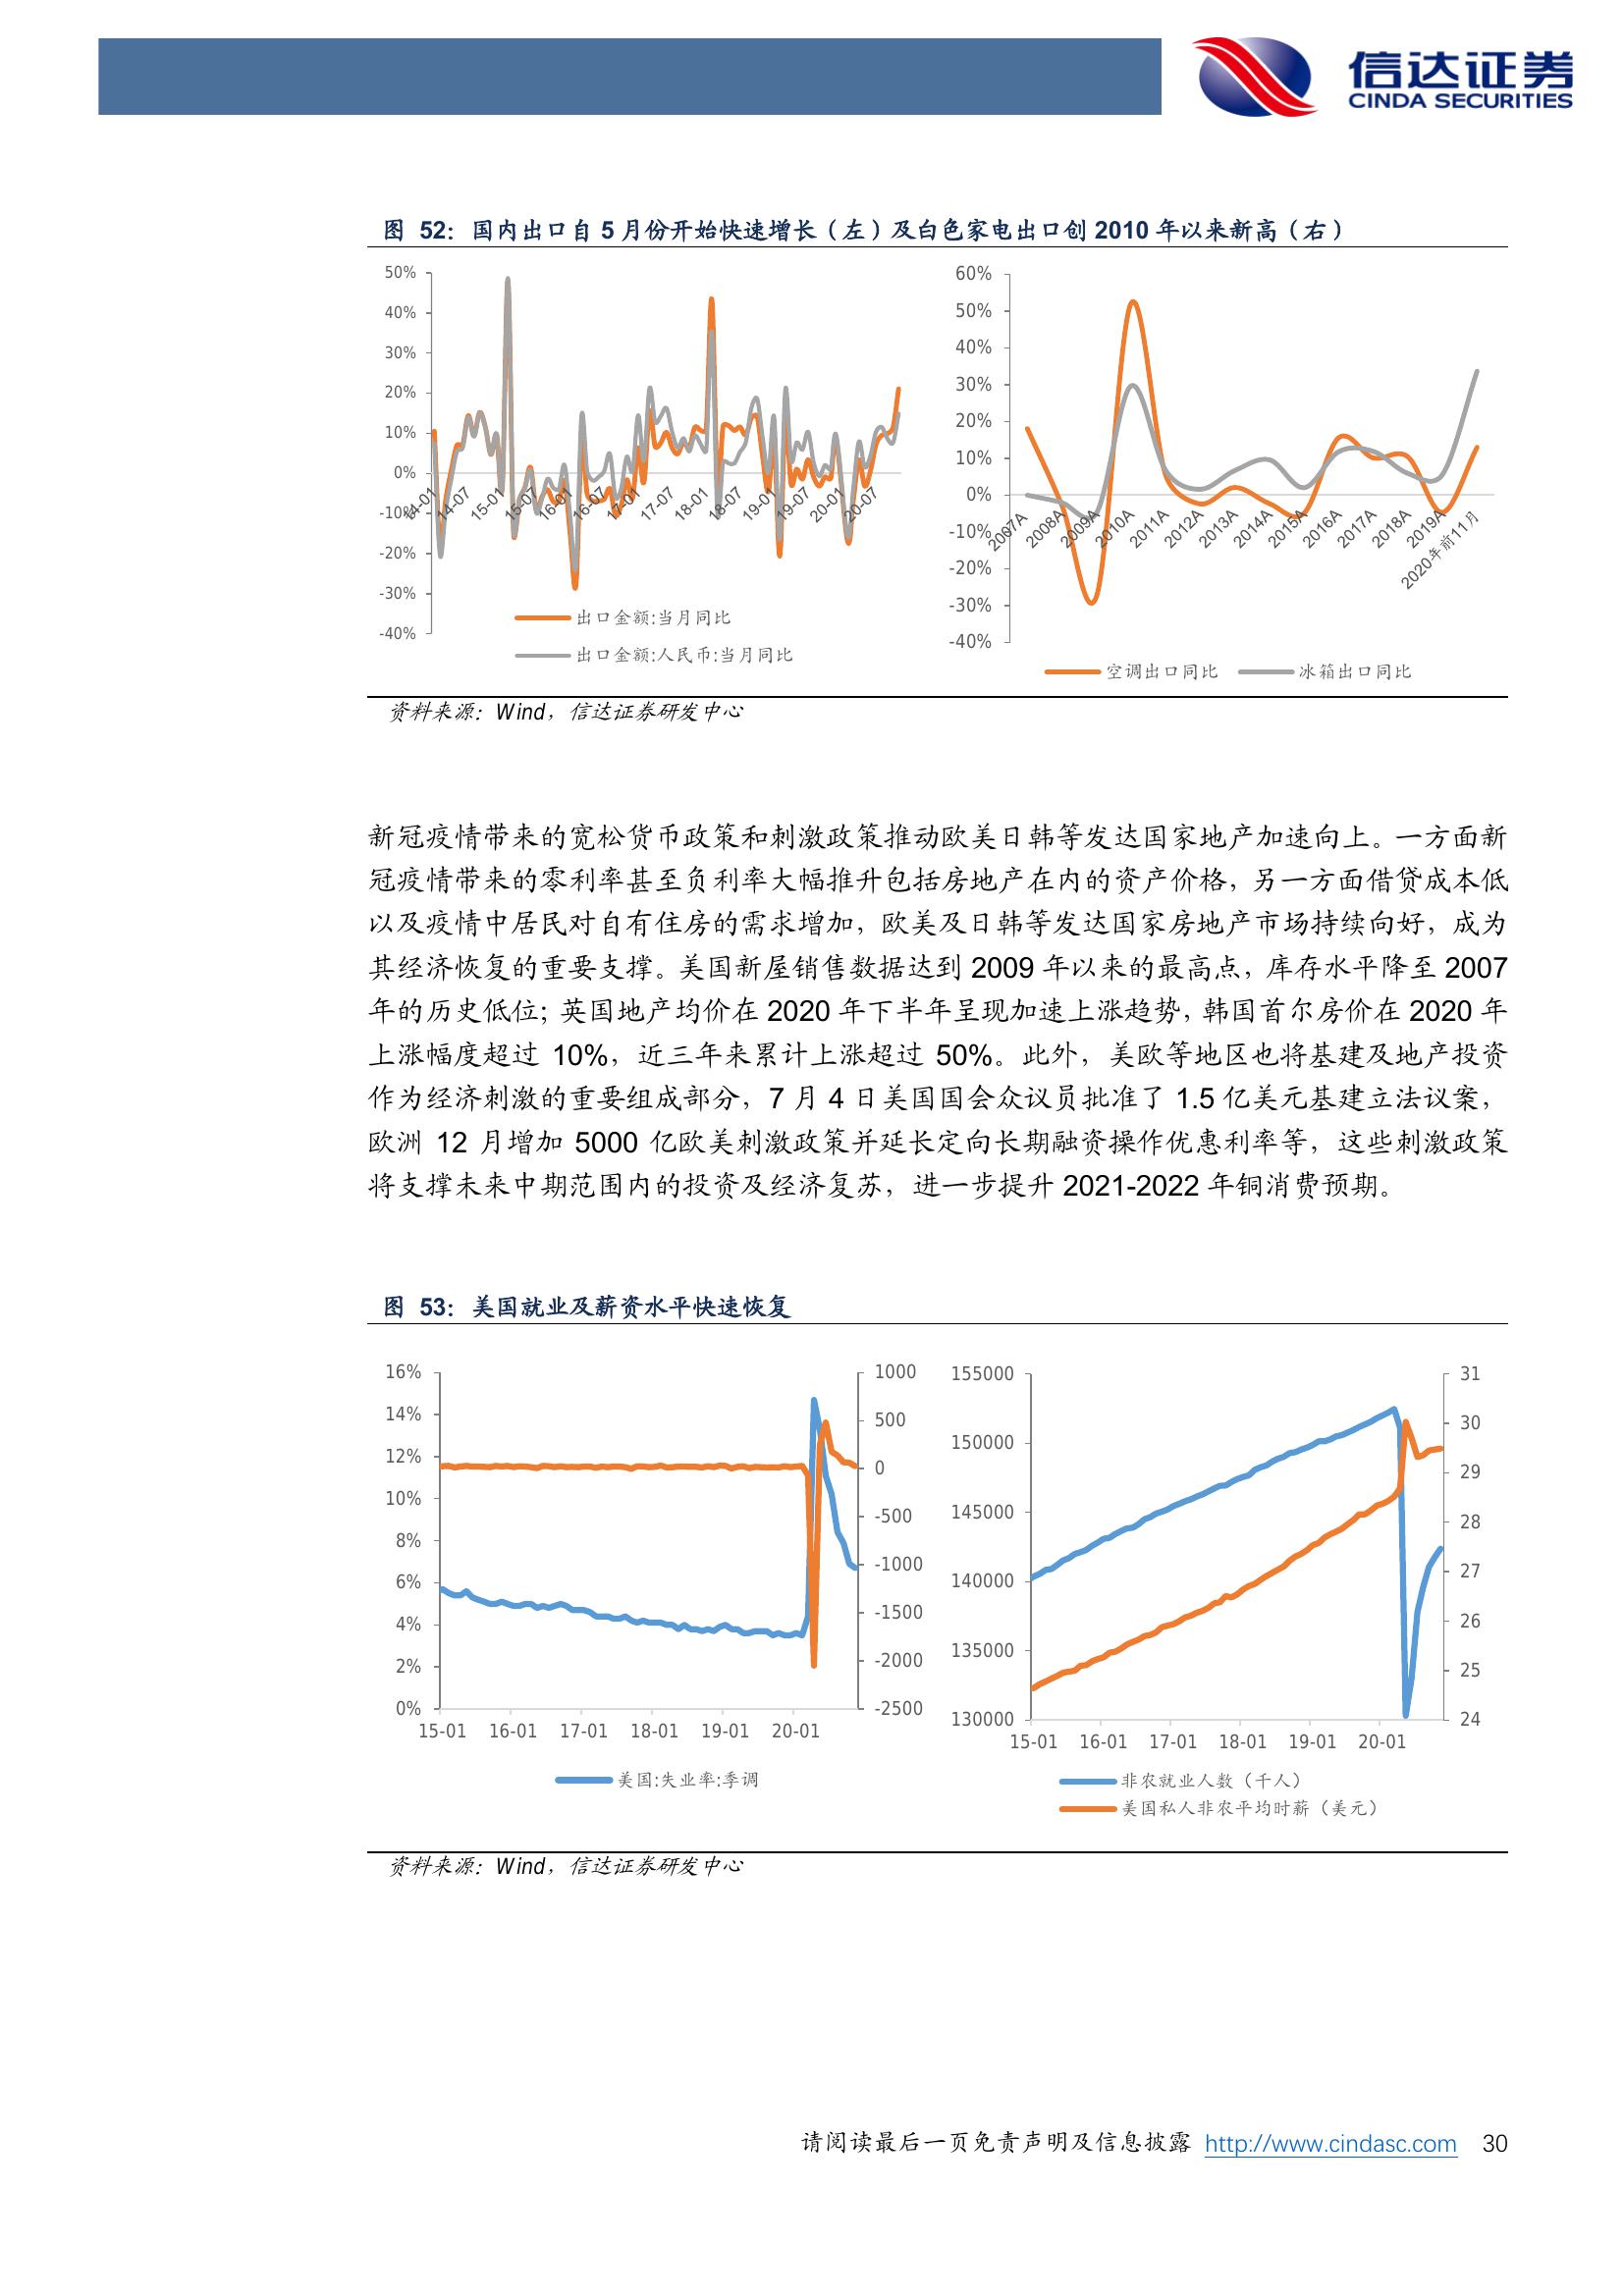 信达证券
CINDA SECURITIES
图 52：国内出口自 5 月份开始快速增长（左）及白色家电出口创 2010 年以来新高（右）
50%
40%
30%
20%
10%
0%
-10%
-20%
-30%
-40%
14-01
14-07
15-01
15-07
16-01
16-07
17-01
17-07
18-01
18-07
19-01
19-07
20-01
20-07
出口金额:当月同比
出口金额:人民币:当月同比
60%
50%
40%
30%
20%
10%
0%
-10%
-20%
-30%
-40%
2007A
2008A
2009A
2010A
2011A
2012A
2013A
2014A
2015A
2016A
2017A
2018A
2019A
2020年前11月
空调出口同比 冰箱出口同比
资料来源：Wind，信达证券研发中心
新冠疫情带来的宽松货币政策和刺激政策推动欧美日韩等发达国家地产加速向上。一方面新
冠疫情带来的零利率甚至负利率大幅推升包括房地产在内的资产价格，另一方面借贷成本低
以及疫情中居民对自有住房的需求增加，欧美及日韩等发达国家房地产市场持续向好，成为
其经济恢复的重要支撑。美国新屋销售数据达到 2009 年以来的最高点，库存水平降至 2007
年的历史低位；英国地产均价在 2020 年下半年呈现加速上涨趋势，韩国首尔房价在 2020 年
上涨幅度超过 10%，近三年来累计上涨超过 50%。此外，美欧等地区也将基建及地产投资
作为经济刺激的重要组成部分，7 月 4 日美国国会众议员批准了 1.5 亿美元基建立法议案，
欧洲 12 月增加 5000 亿欧美刺激政策并延长定向长期融资操作优惠利率等，这些刺激政策
将支撑未来中期范围内的投资及经济复苏，进一步提升 2021-2022 年铜消费预期。
图 53：美国就业及薪资水平快速恢复
16%
14%
12%
10%
8%
6%
4%
2%
0%
1000
500
0
-500
-1000
-1500
-2000
-2500
15-01 16-01 17-01 18-01 19-01 20-01
美国:失业率:季调
155000
150000
145000
140000
135000
130000
31
30
29
28
27
26
25
24
15-01 16-01 17-01 18-01 19-01 20-01
非农就业人数（千人）
美国私人非农平均时薪（美元）
资料来源：Wind，信达证券研发中心
请阅读最后一页免责声明及信息披露 http://www.cindasc.com 30